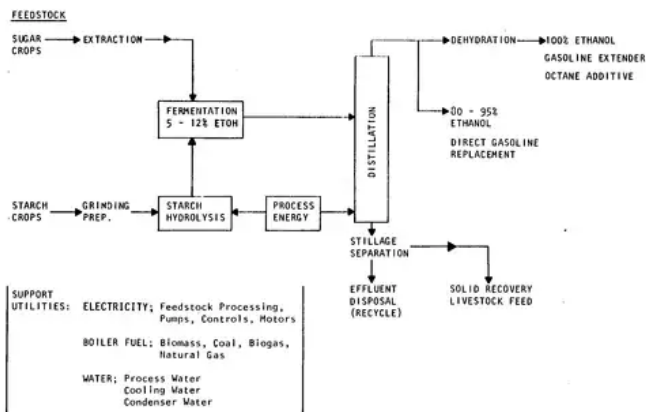 FEEDSTOCK
SUGAR CROPS
EXTRACTION
DEHYDRATION
100% ETHANOL
GASOLINE EXTENDER
OCTANE ADDITIVE
FERMENTATION
5 - 12% ETOH
DISTILLATION
80 - 95%
ETHANOL
DIRECT GASOLINE
REPLACEMENT
STARCH
CROPS
GRINDING
PREP.
STARCH
HYDROLYSIS
PROCESS
ENERGY
STILLAGE
SEPARATION
EFFLUENT
DISPOSAL
(RECYCLE)
SOLID RECOVERY
LIVESTOCK FEED
SUPPORT
UTILITIES: ELECTRICITY; Feedstock Processing,
Pumps, Controls, Motors
BOILER FUEL; Biomass, Coal, Biogas,
Natural Gas
WATER; Process Water
Cooling Water
Condenser Water